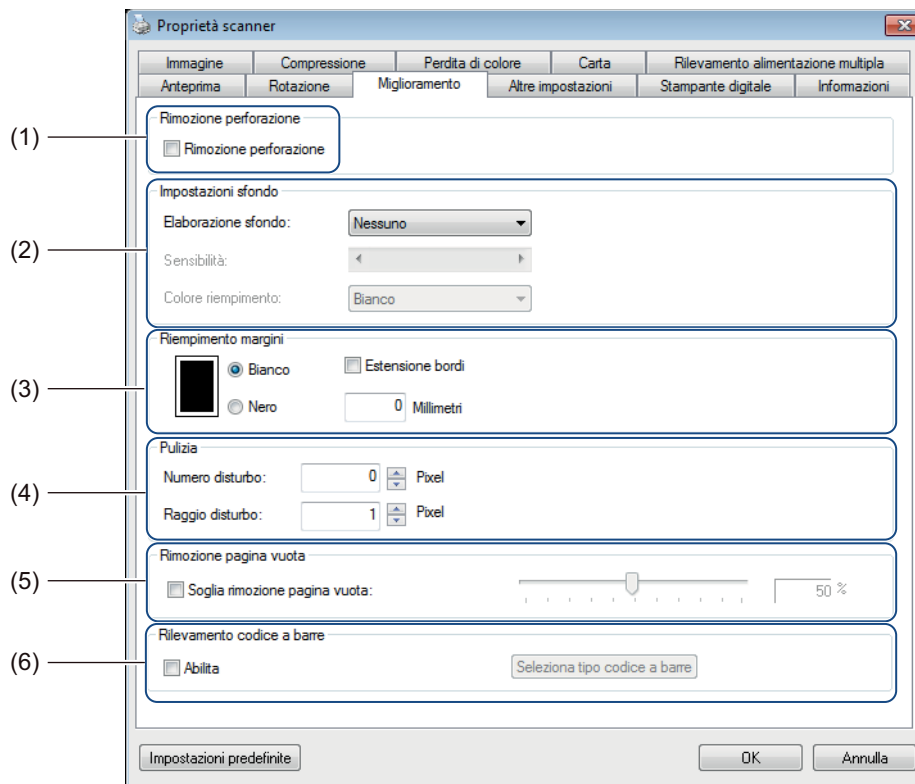 Proprietà scanner
Immagine Compressione Perdita di colore Carta Rilevamento alimentazione multipla
Anteprima Rotazione Miglioramento Altre impostazioni Stampante digitale Informazioni
(1)
Rimozione perforazione
Rimozione perforazione
(2)
Impostazioni sfondo
Elaborazione sfondo: Nessuno
Sensibilità:
Colore riempimento: Bianco
(3)
Riempimento margini
Bianco Estensione bordi
Nero 0 Millimetri
(4)
Pulizia
Numero disturbo: 0 Pixel
Raggio disturbo: 1 Pixel
(5)
Rimozione pagina vuota
Soglia rimozione pagina vuota: 50 %
(6)
Rilevamento codice a barre
Abilita Seleziona tipo codice a barre
Impostazioni predefinite OK Annulla